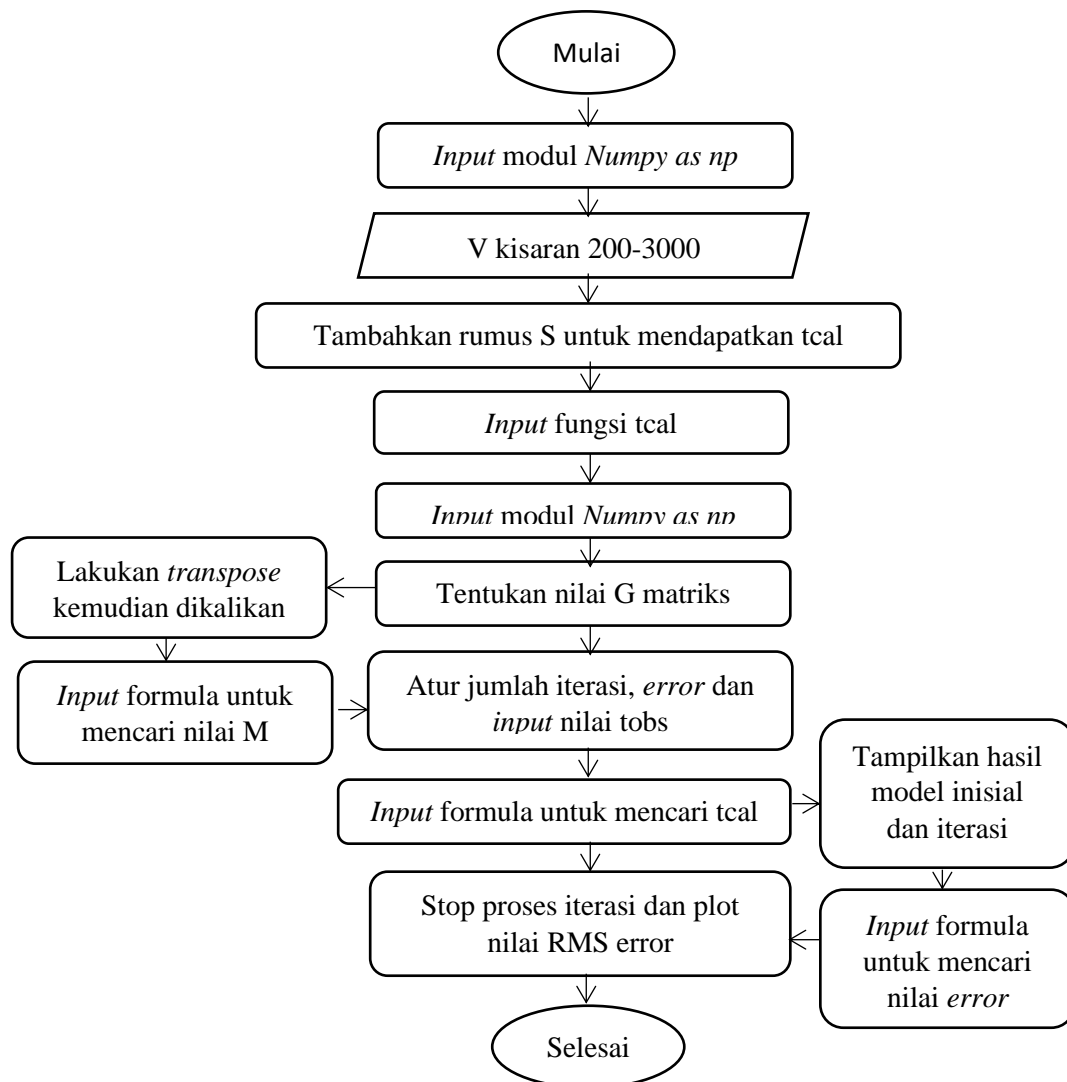 Mulai
Input modul Numpy as np
V kisaran 200-3000
Tambahkan rumus S untuk mendapatkan tcal
Input fungsi tcal
Input modul Numpy as np
Tentukan nilai G matriks
Lakukan transpose
kemudian dikalikan
Input formula untuk
mencari nilai M
Atur jumlah iterasi, error dan
input nilai tobs
Input formula untuk mencari tcal
Tampilkan hasil
model inisial
dan iterasi
Input formula
untuk mencari
nilai error
Stop proses iterasi dan plot
nilai RMS error
Selesai